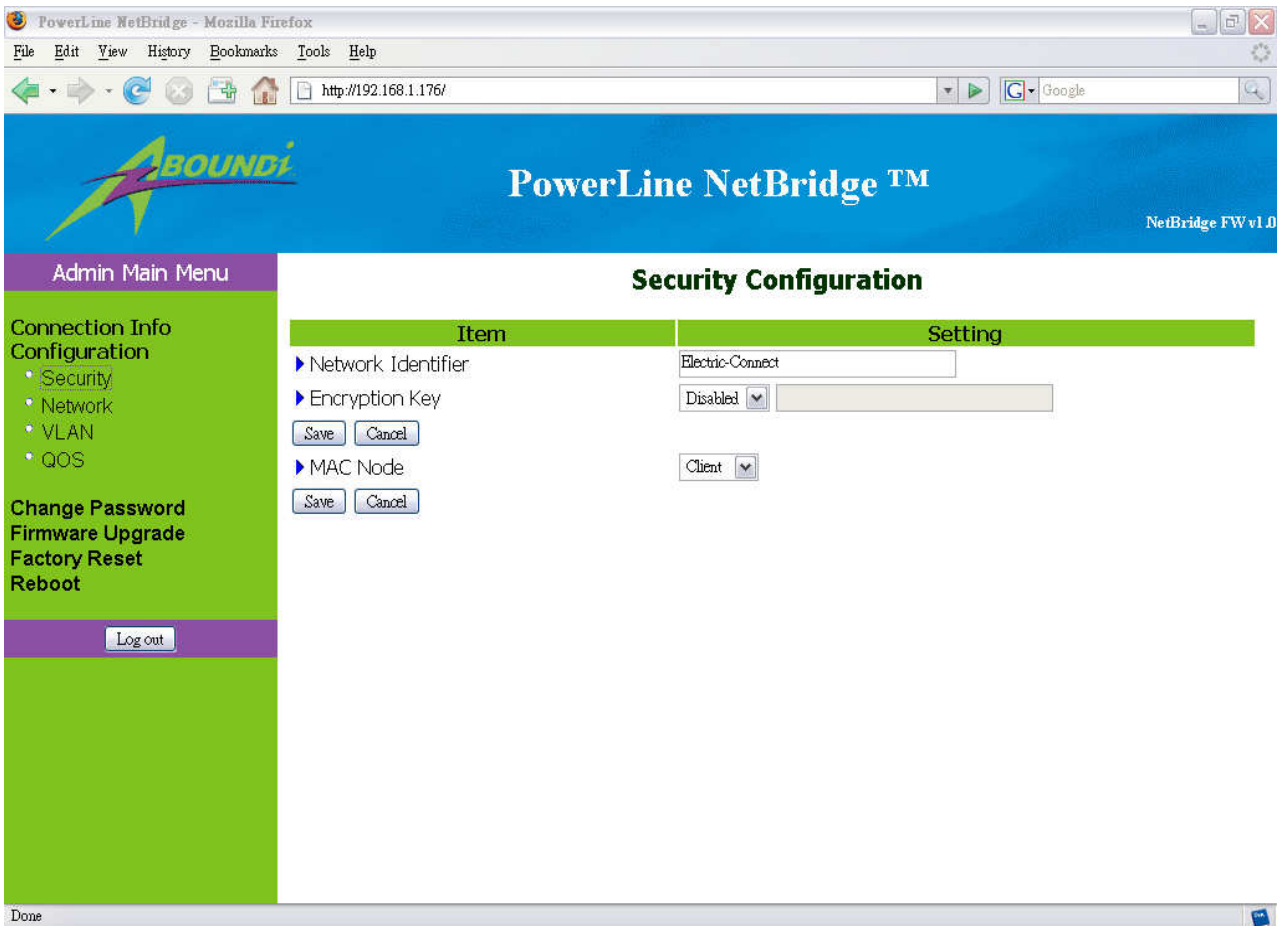 PowerLine NetBridge - Mozilla Firefox
File Edit View History Bookmarks Tools Help
http://192.168.1.176/
G Google
ABOUNDi
PowerLine NetBridge ™
NetBridge FW v1.0
Admin Main Menu
Connection Info
Configuration
Security
Network
VLAN
QOS
Change Password
Firmware Upgrade
Factory Reset
Reboot
Log out
Security Configuration
Item Setting
Network Identifier Electric-Connect
Encryption Key Disabled
Save Cancel
MAC Node Client
Save Cancel
Done